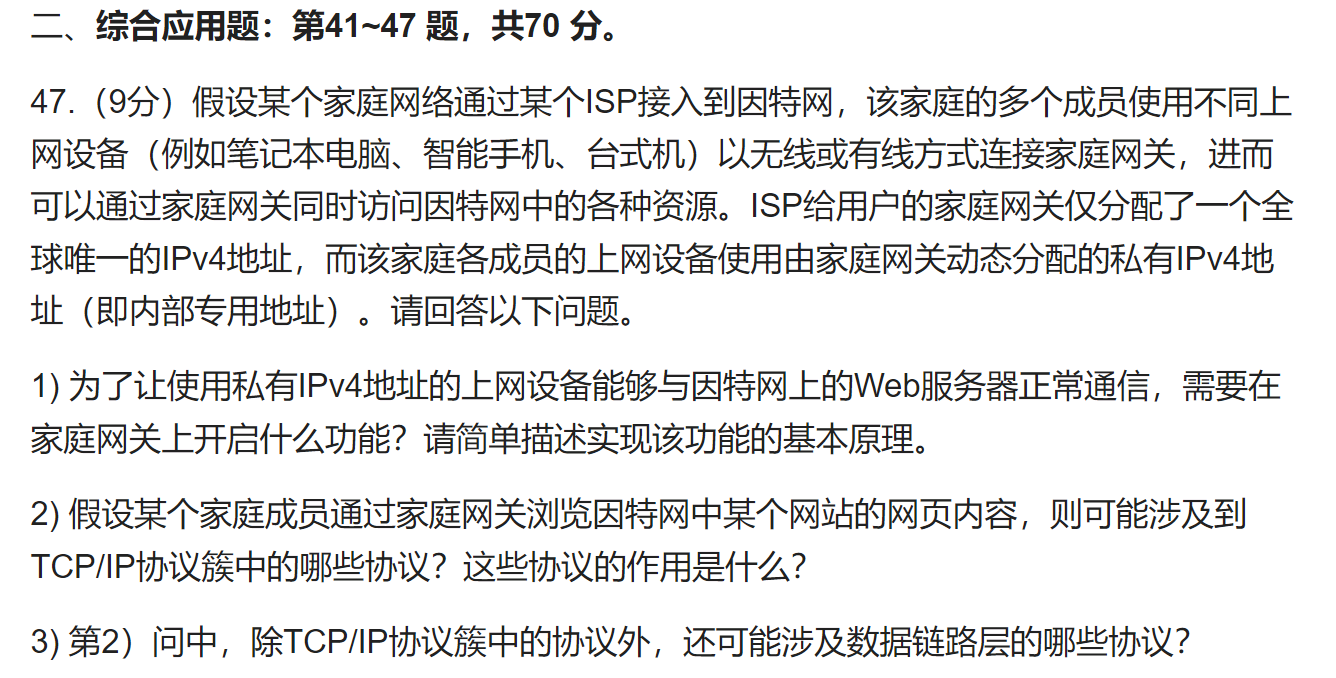 二、综合应用题：第41~47 题，共70 分。
47.（9分）假设某个家庭网络通过某个ISP接入到因特网，该家庭的多个成员使用不同上
网设备（例如笔记本电脑、智能手机、台式机）以无线或有线方式连接家庭网关，进而
可以通过家庭网关同时访问因特网中的各种资源。ISP给用户的家庭网关仅分配了一个全
球唯一的IPv4地址，而该家庭各成员的上网设备使用由家庭网关动态分配的私有IPv4地
址（即内部专用地址）。请回答以下问题。
1) 为了让使用私有IPv4地址的上网设备能够与因特网上的Web服务器正常通信，需要在
家庭网关上开启什么功能？请简单描述实现该功能的基本原理。
2) 假设某个家庭成员通过家庭网关浏览因特网中某个网站的网页内容，则可能涉及到
TCP/IP协议簇中的哪些协议？这些协议的作用是什么？
3) 第2）问中，除TCP/IP协议簇中的协议外，还可能涉及数据链路层的哪些协议？